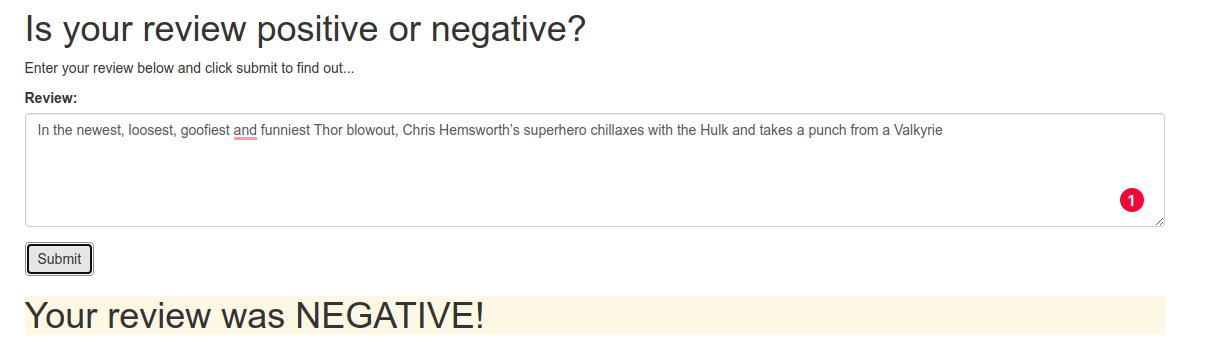 Is your review positive or negative?
Enter your review below and click submit to find out...
Review:
In the newest, loosest, goofiest and funniest Thor blowout, Chris Hemsworth’s superhero chillaxes with the Hulk and takes a punch from a Valkyrie
1
Submit
Your review was NEGATIVE!